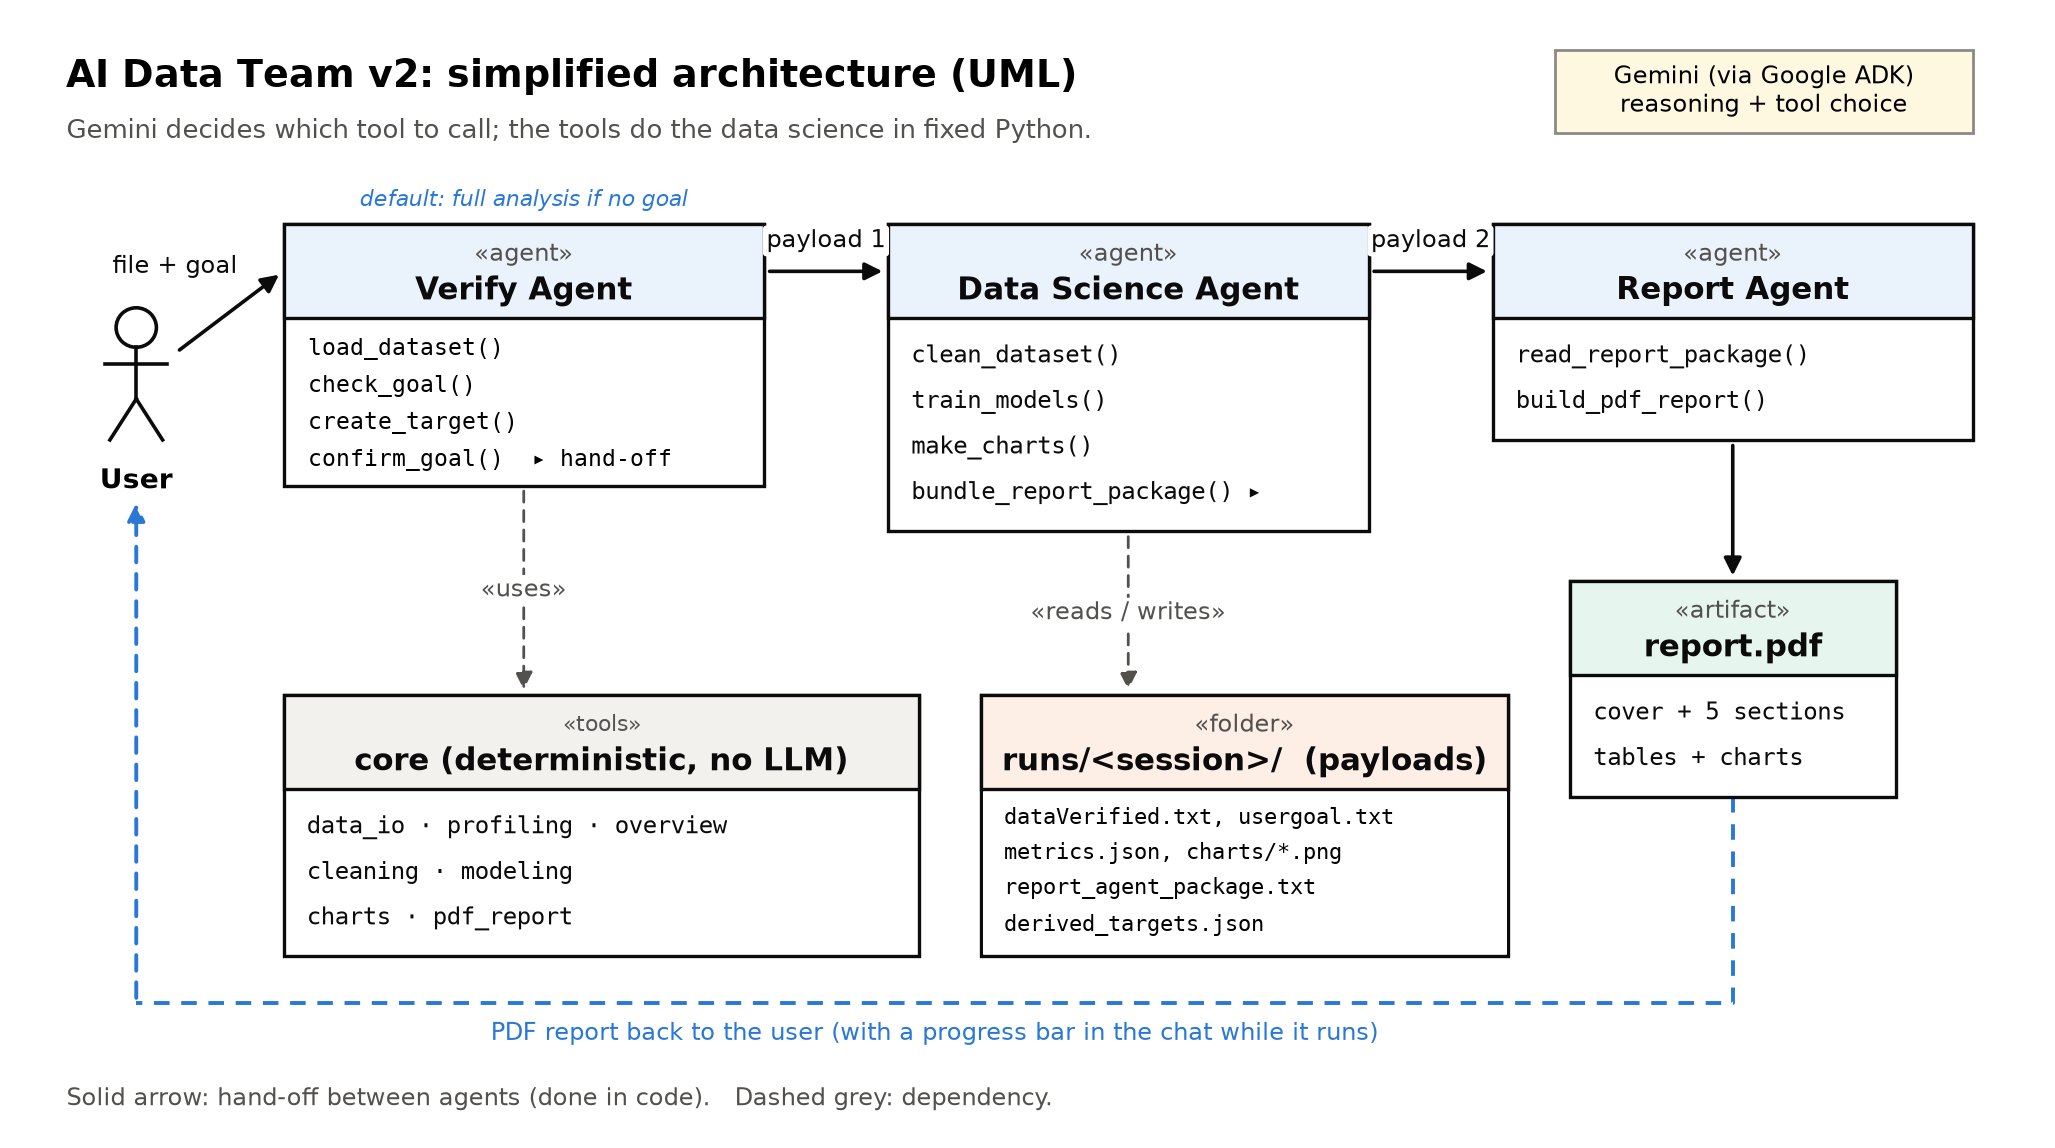 AI Data Team v2: simplified architecture (UML)
Gemini decides which tool to call; the tools do the data science in fixed Python.
Gemini (via Google ADK)
reasoning + tool choice
default: full analysis if no goal
file + goal
User
«agent»
Verify Agent
load_dataset()
check_goal()
create_target()
confirm_goal()  ▸ hand-off
payload 1
«agent»
Data Science Agent
clean_dataset()
train_models()
make_charts()
bundle_report_package() ▸
payload 2
«agent»
Report Agent
read_report_package()
build_pdf_report()
«uses»
«reads / writes»
«artifact»
report.pdf
cover + 5 sections
tables + charts
«tools»
core (deterministic, no LLM)
data_io · profiling · overview
cleaning · modeling
charts · pdf_report
«folder»
runs/<session>/  (payloads)
dataVerified.txt, usergoal.txt
metrics.json, charts/*.png
report_agent_package.txt
derived_targets.json
PDF report back to the user (with a progress bar in the chat while it runs)
Solid arrow: hand-off between agents (done in code).   Dashed grey: dependency.